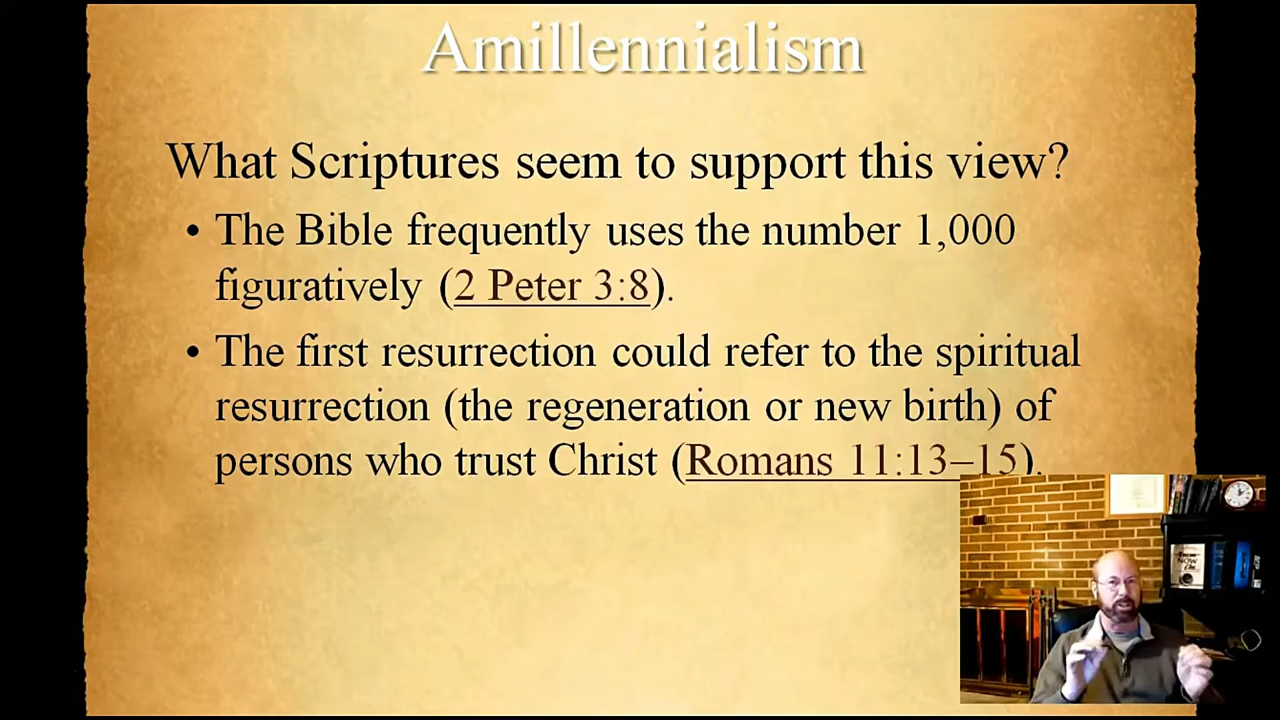 Amillennialism
What Scriptures seem to support this view?
• The Bible frequently uses the number 1,000
figuratively (2 Peter 3:8).
• The first resurrection could refer to the spiritual
resurrection (the regeneration or new birth) of
persons who trust Christ (Romans 11:13–15).
NOW